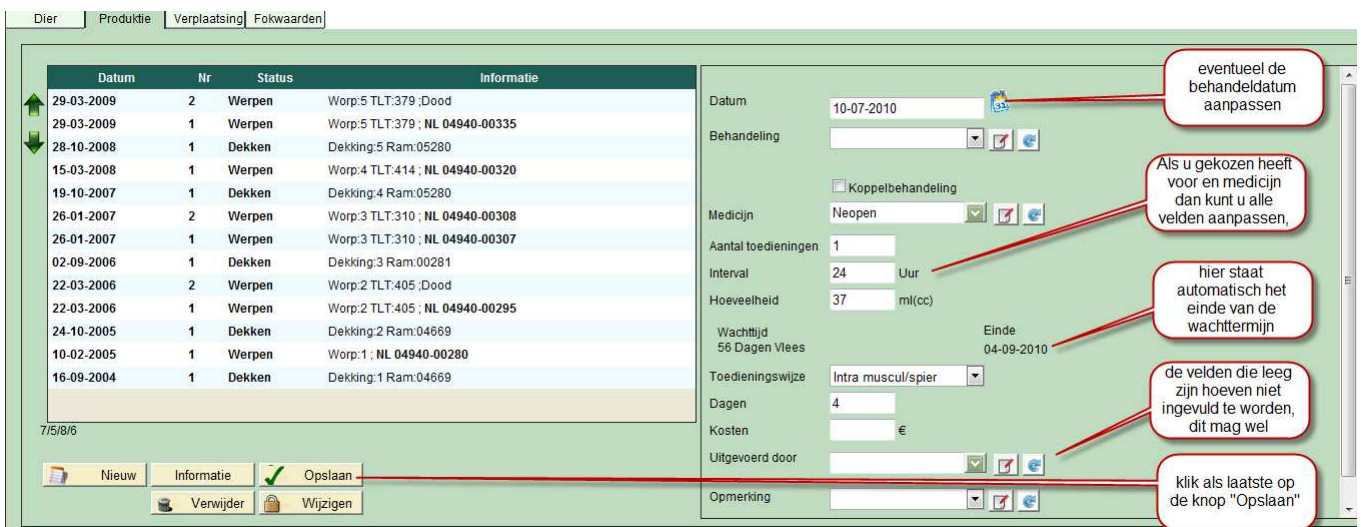 Dier Produktie Verplaatsing Fokwaarden
Datum Nr Status Informatie
29-03-2009 2 Werpen Worp:5 TLT:379 ;Dood
29-03-2009 1 Werpen Worp:5 TLT:379 ; NL 04940-00335
28-10-2008 1 Dekken Dekking:5 Ram:05280
15-03-2008 1 Werpen Worp:4 TLT:414 ; NL 04940-00320
19-10-2007 1 Dekken Dekking:4 Ram:05280
26-01-2007 2 Werpen Worp:3 TLT:310 ; NL 04940-00308
26-01-2007 1 Werpen Worp:3 TLT:310 ; NL 04940-00307
02-09-2006 1 Dekken Dekking:3 Ram:00281
22-03-2006 2 Werpen Worp:2 TLT:405 ;Dood
22-03-2006 1 Werpen Worp:2 TLT:405 ; NL 04940-00295
24-10-2005 1 Dekken Dekking:2 Ram:04669
10-02-2005 1 Werpen Worp:1 ; NL 04940-00280
16-09-2004 1 Dekken Dekking:1 Ram:04669
7/5/8/6
Nieuw Informatie Opslaan
Verwijder Wijzigen
Datum 10-07-2010
Behandeling
Koppelbehandeling
Medicijn Neopen
Aantal toedieningen 1
Interval 24 Uur
Hoeveelheid 37 ml(cc)
Wachttijd Einde
56 Dagen Vlees 04-09-2010
Toedieningswijze Intra muscul/spier
Dagen 4
Kosten €
Uitgevoerd door
Opmerking
eventueel de
behandeldatum
aanpassen
Als u gekozen heeft
voor en medicijn
dan kunt u alle
velden aanpassen,
hier staat
automatisch het
einde van de
wachttermijn
de velden die leeg
zijn hoeven niet
ingevuld te worden,
dit mag wel
klik als laatste op
de knop "Opslaan"